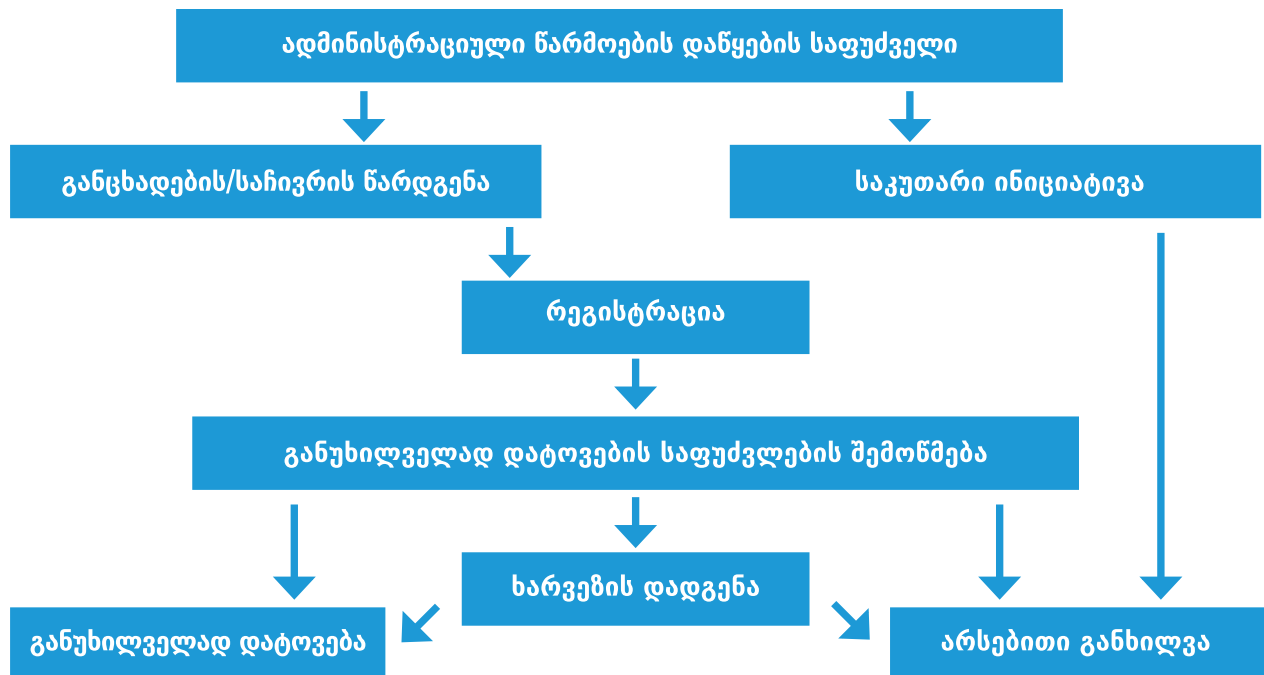 ადმინისტრაციული წარმოების დაწყების საფუძველი
განცხადების/საჩივრის წარდგენა
საკუთარი ინიციატივა
რეგისტრაცია
განუხილველად დატოვების საფუძვლების შემოწმება
ხარვეზის დადგენა
განუხილველად დატოვება
არსებითი განხილვა